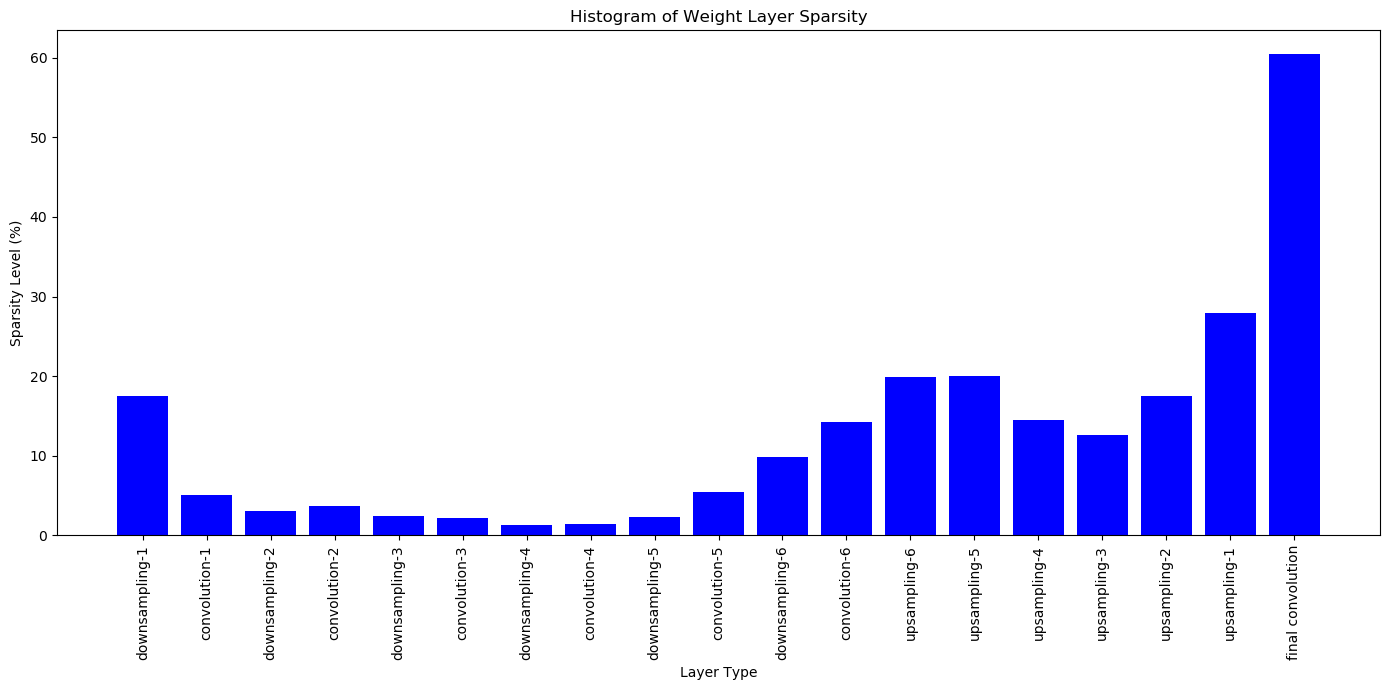 Histogram of Weight Layer Sparsity
Sparsity Level (%)
60
50
40
30
20
10
0
downsampling-1
convolution-1
downsampling-2
convolution-2
downsampling-3
convolution-3
downsampling-4
convolution-4
downsampling-5
convolution-5
downsampling-6
convolution-6
upsampling-6
upsampling-5
upsampling-4
upsampling-3
upsampling-2
upsampling-1
final convolution
Layer Type